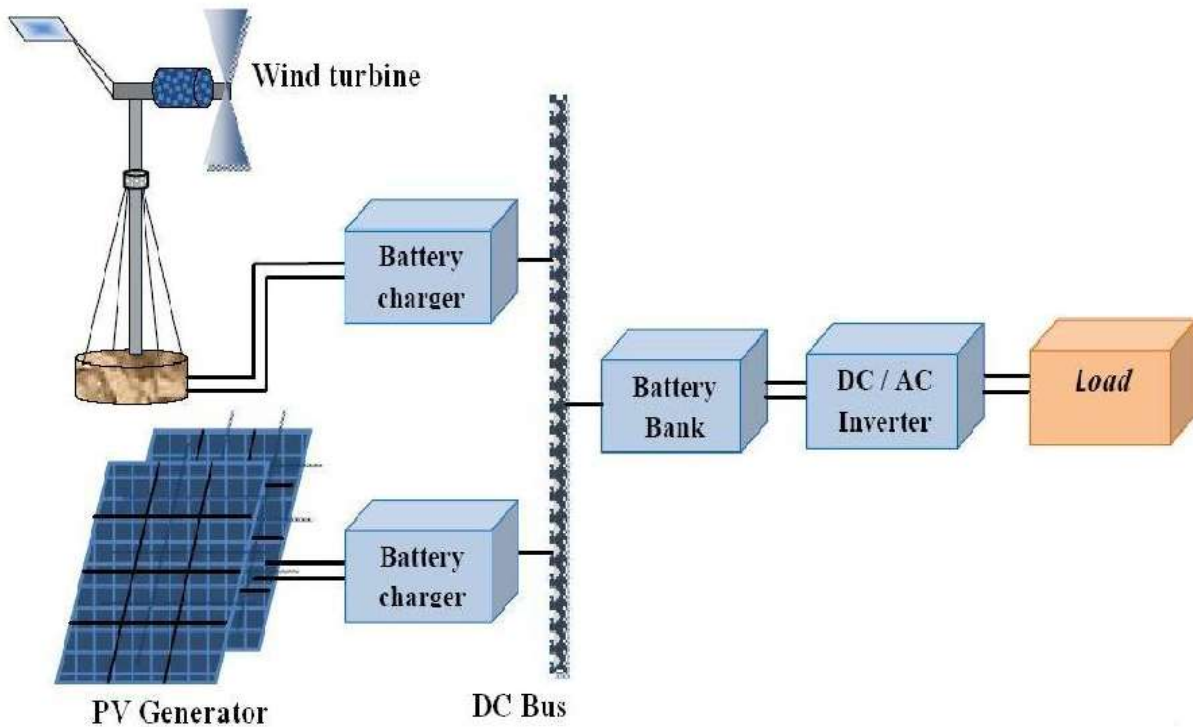 Wind turbine
Battery
charger
Battery
Bank
DC / AC
Inverter
Load
Battery
charger
PV Generator
DC Bus